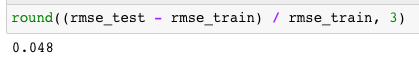 round((rmse_test - rmse_train) / rmse_train, 3)
0.048